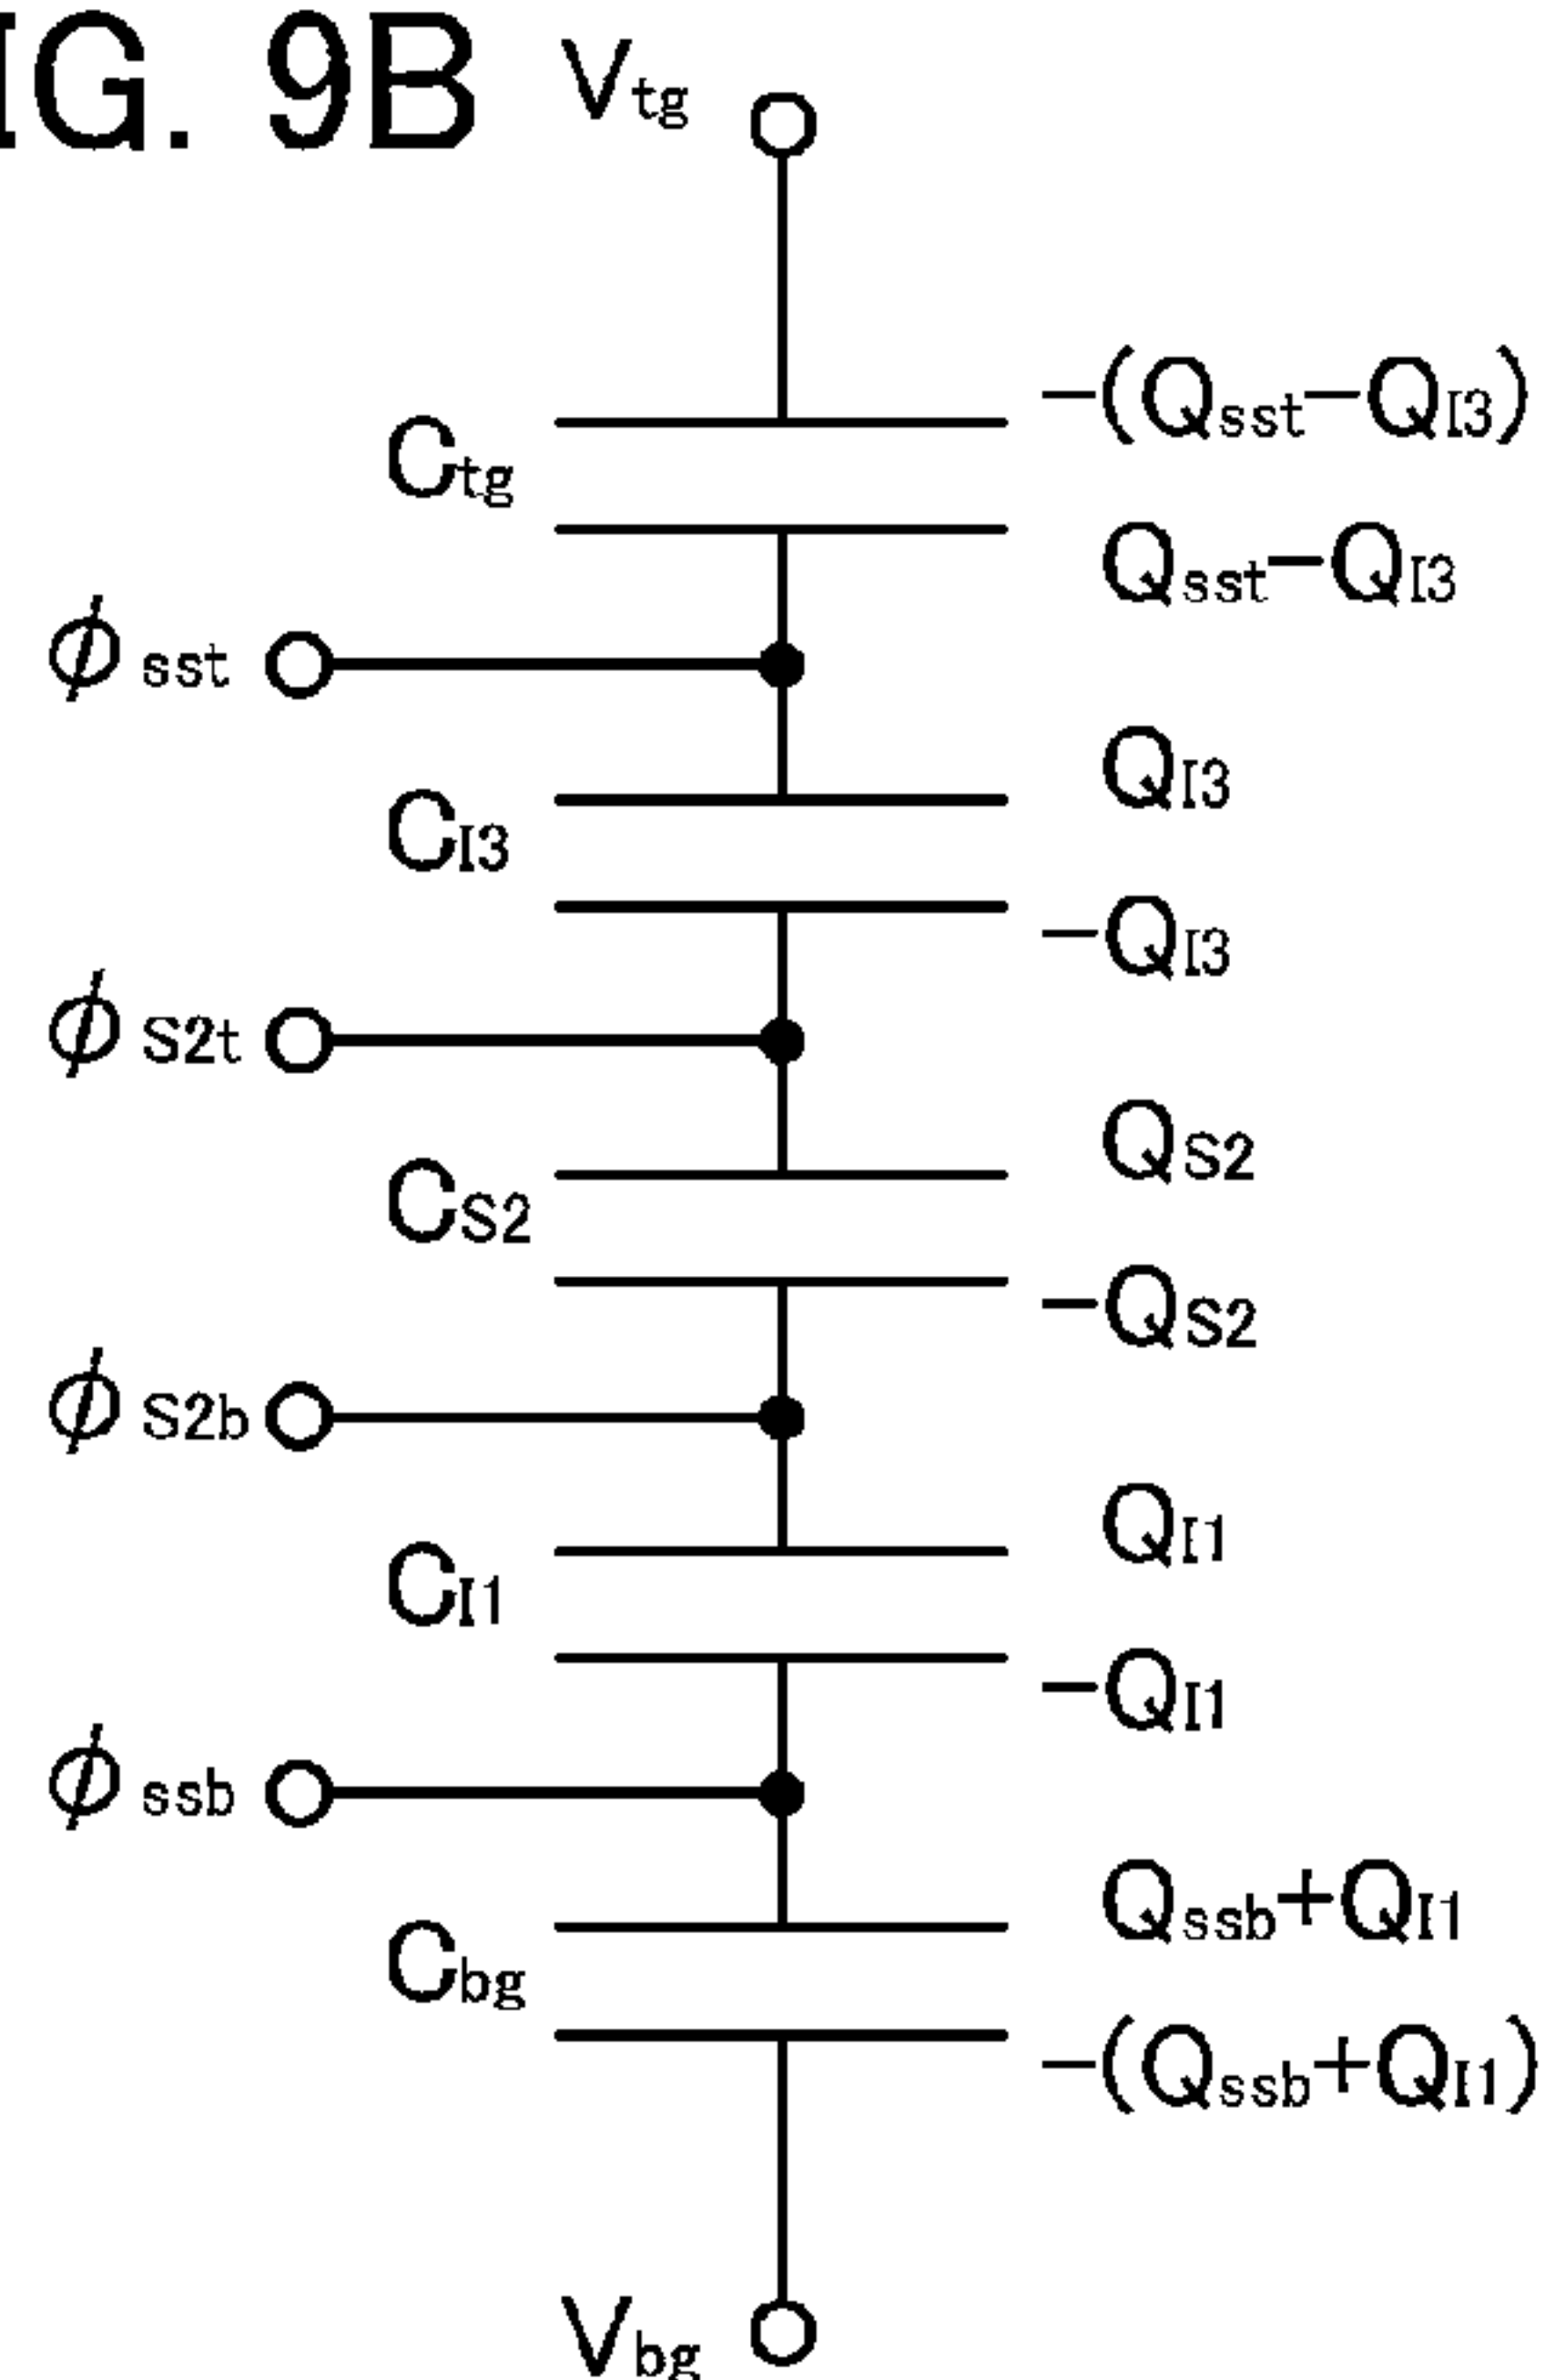 IG. 9B
Vtg
-(Qsst-QI3)
Ctg
Qsst-QI3
ϕsst
QI3
CI3
-QI3
ϕS2t
QS2
CS2
-QS2
ϕS2b
QI1
CI1
-QI1
ϕssb
Qssb+QI1
Cbg
-(Qssb+QI1)
Vbg